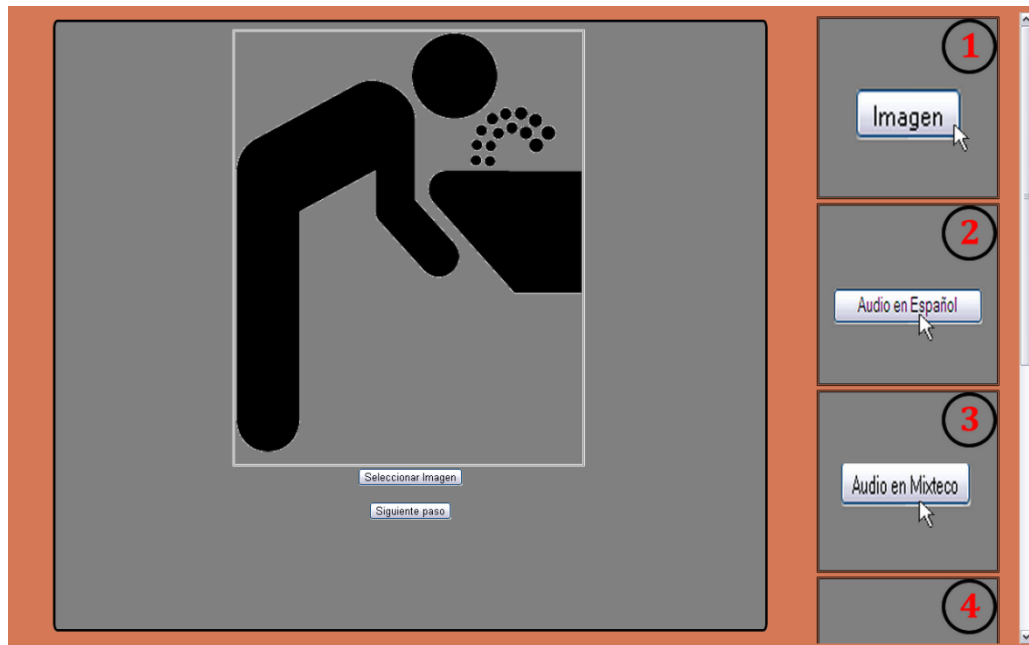 Seleccionar Imagen
Siguiente paso
1
Imagen
2
Audio en Español
3
Audio en Mixteco
4